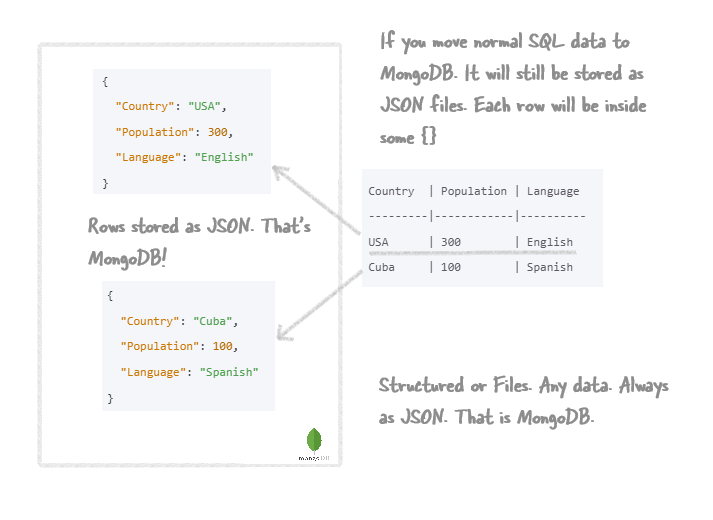 If you move normal SQL data to
MongoDB. It will still be stored as
JSON files. Each row will be inside
some {}
{
"Country": "USA",
"Population": 300,
"Language": "English"
}
Rows stored as JSON. That's
MongoDB!
{
"Country": "Cuba",
"Population": 100,
"Language": "Spanish"
}
Country | Population | Language
---------|------------|----------
USA | 300 | English
Cuba | 100 | Spanish
Structured or Files. Any data. Always
as JSON. That is MongoDB.
mongoDB